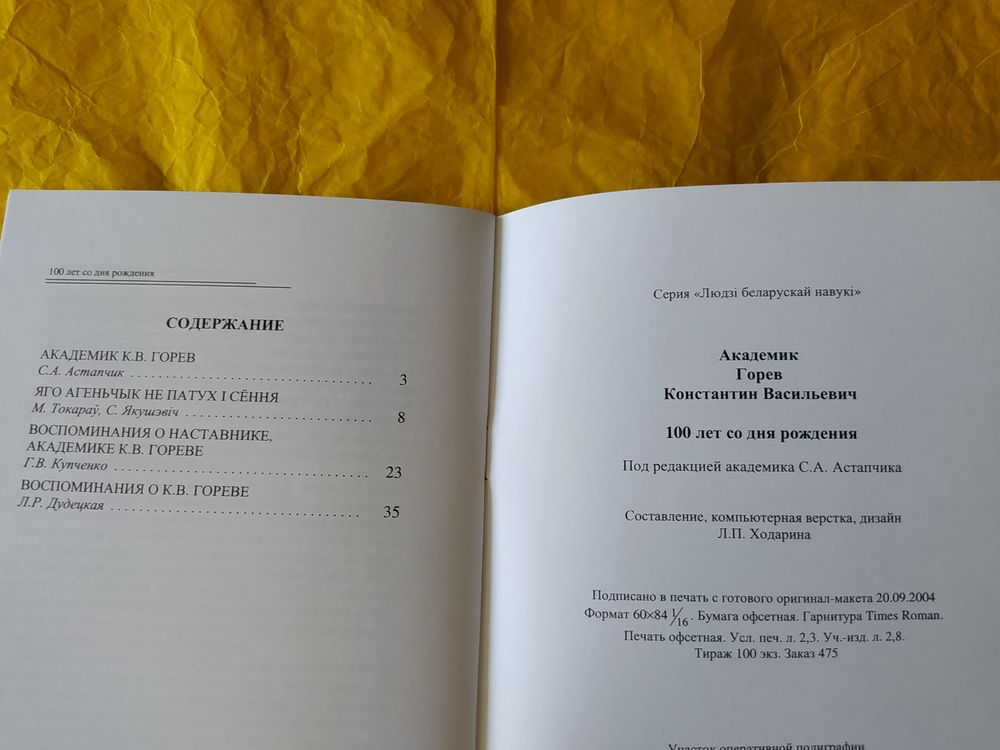 100 лет со дня рождения
СОДЕРЖАНИЕ
АКАДЕМИК К.В. ГОРЕВ
С.А. Астапчик . . . . . . . . . . . . . . . . . . . . . . . . . . . . . . . . . . . 3
ЯГО АГЕНЬЧЫК НЕ ПАТУХ І СЁННЯ
М. Токараў, С. Якушэвіч . . . . . . . . . . . . . . . . . . . . . . . . . . . 8
ВОСПОМИНАНИЯ О НАСТАВНИКЕ,
АКАДЕМИКЕ К.В. ГОРЕВЕ
Г.В. Купченко . . . . . . . . . . . . . . . . . . . . . . . . . . . . . . . . . . . . 23
ВОСПОМИНАНИЯ О К.В. ГОРЕВЕ
Л.Р. Дудецкая . . . . . . . . . . . . . . . . . . . . . . . . . . . . . . . . . . . . 35
Серия «Людзі беларускай навукі»
Академик
Горев
Константин Васильевич
100 лет со дня рождения
Под редакцией академика С.А. Астапчика
Составление, компьютерная верстка, дизайн
Л.П. Ходарина
Подписано в печать с готового оригинал-макета 20.09.2004
Формат 60×84 1/16. Бумага офсетная. Гарнитура Times Roman.
Печать офсетная. Усл. печ. л. 2,3. Уч.-изд. л. 2,8.
Тираж 100 экз. Заказ 475
Участок оперативной полиграфии